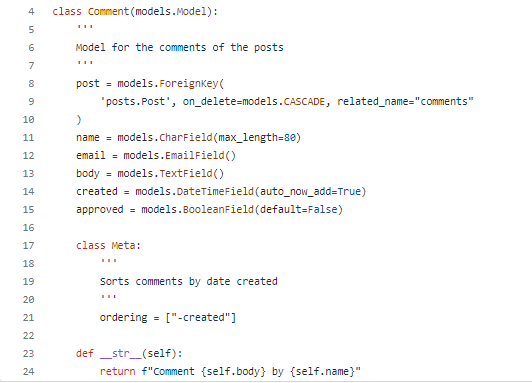 4 class Comment(models.Model):
5     '''
6     Model for the comments of the posts
7     '''
8     post = models.ForeignKey(
9         'posts.Post', on_delete=models.CASCADE, related_name="comments"
10     )
11     name = models.CharField(max_length=80)
12     email = models.EmailField()
13     body = models.TextField()
14     created = models.DateTimeField(auto_now_add=True)
15     approved = models.BooleanField(default=False)
16
17     class Meta:
18         '''
19         Sorts comments by date created
20         '''
21         ordering = ["-created"]
22
23     def __str__(self):
24         return f"Comment {self.body} by {self.name}"